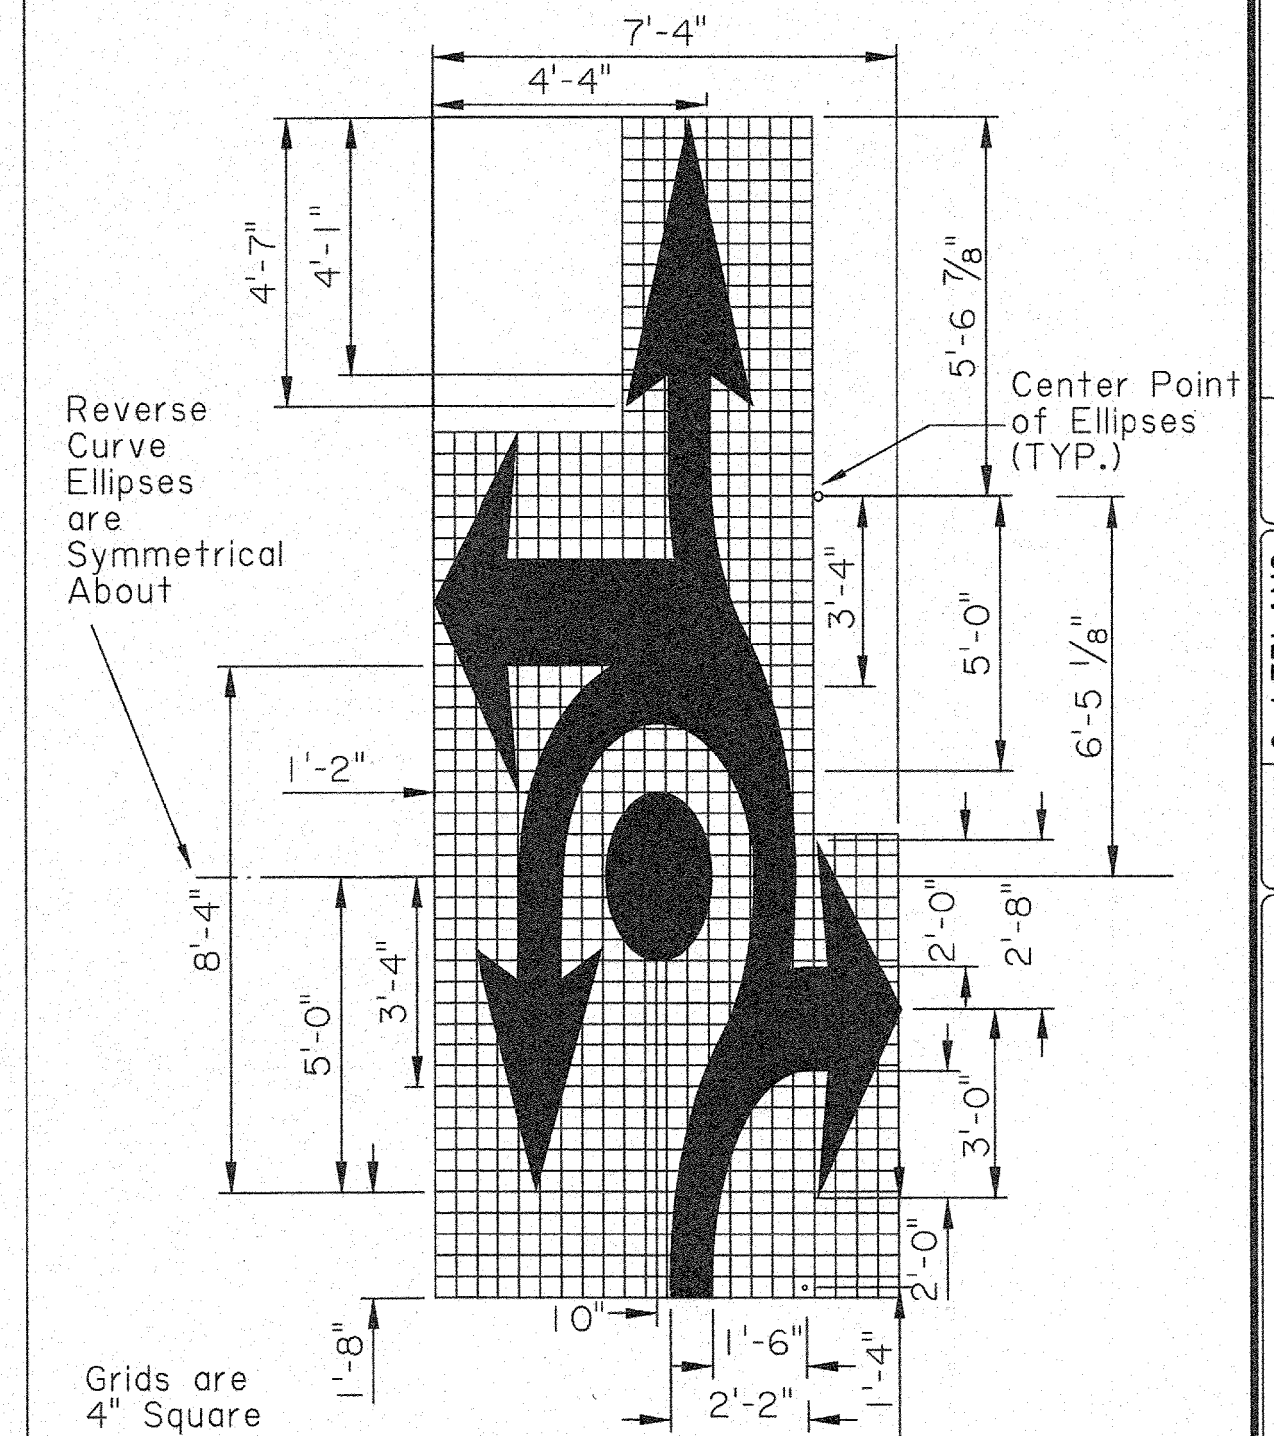 7'-4"
4'-4"
4'-7"
4'-1"
5'-6 7/8"
Center Point
of Ellipses
(TYP.)
Reverse
Curve
Ellipses
are
Symmetrical
About
3'-4"
5'-0"
6'-5 1/8"
1'-2"
8'-4"
5'-0"
3'-4"
2'-0"
2'-8"
3'-0"
2'-0"
1'-8"
10"
1'-6"
2'-2"
1'-4"
Grids are
4" Square